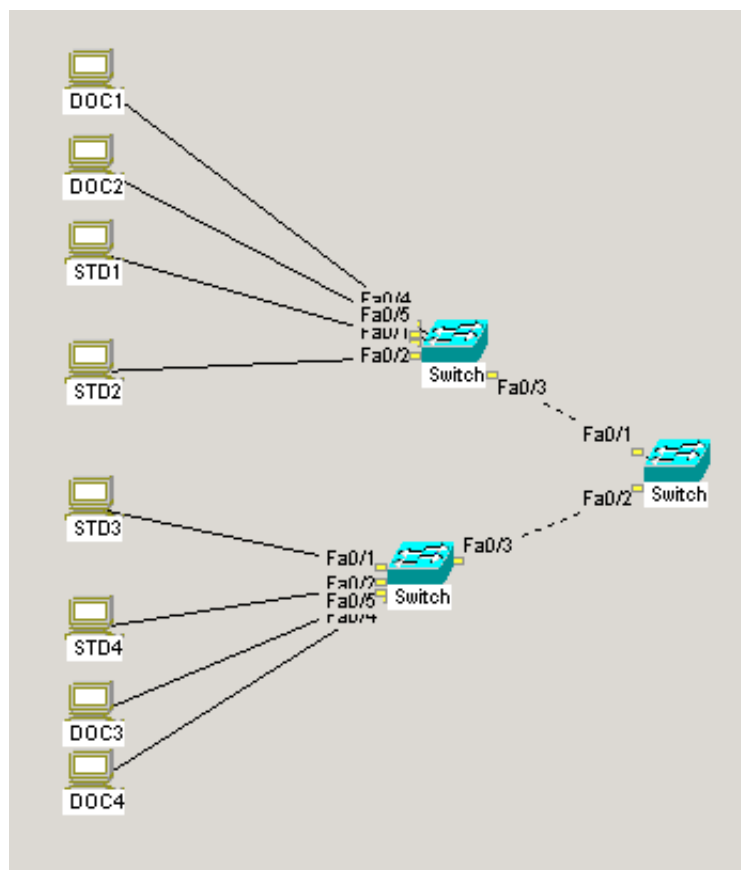 DOC1
DOC2
STD1
Fa0/4
Fa0/5
Fa0/1
Fa0/2
STD2
Switch
Fa0/3
Fa0/1
Switch
Fa0/2
STD3
Fa0/3
Fa0/1
Fa0/2
Switch
Fa0/5
Fa0/4
STD4
DOC3
DOC4